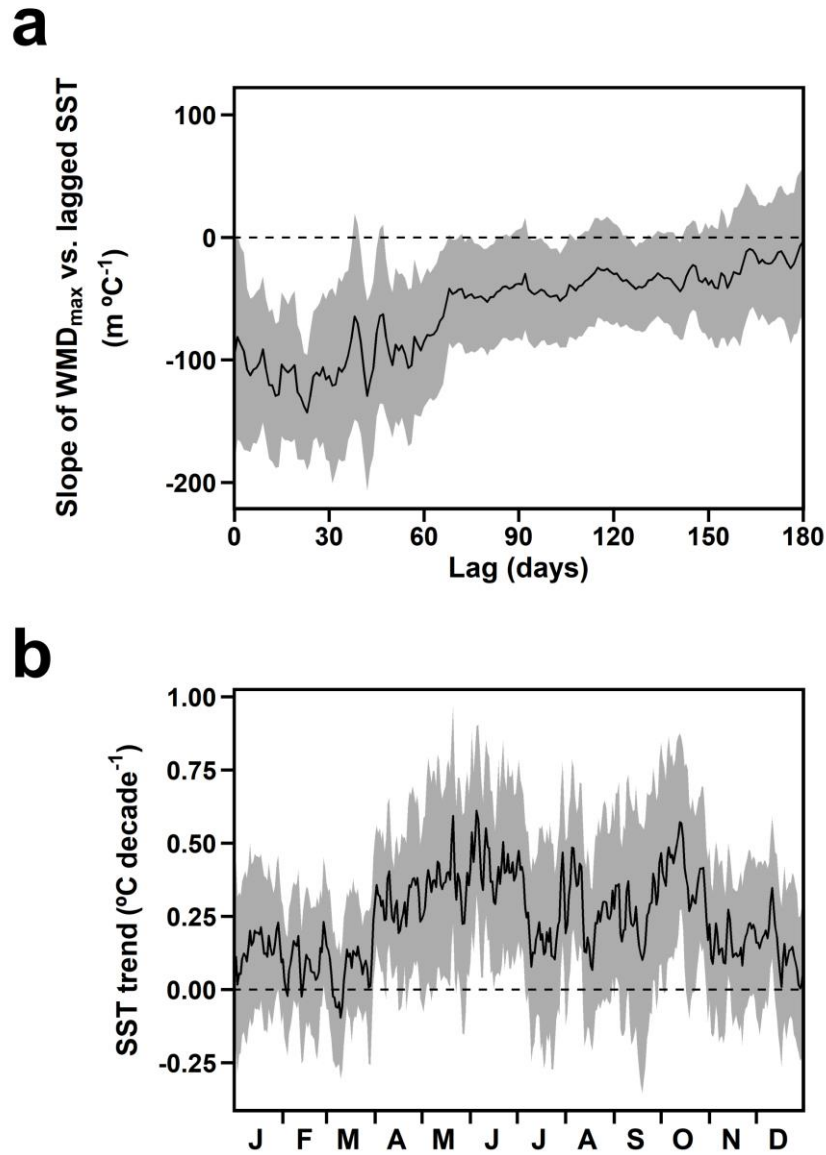 a
Slope of WMDmax vs. lagged SST
(m ºC-1)
100
0
-100
-200
0 30 60 90 120 150 180
Lag (days)
b
SST trend (ºC decade-1)
1.00
0.75
0.50
0.25
0.00
-0.25
J F M A M J J A S O N D